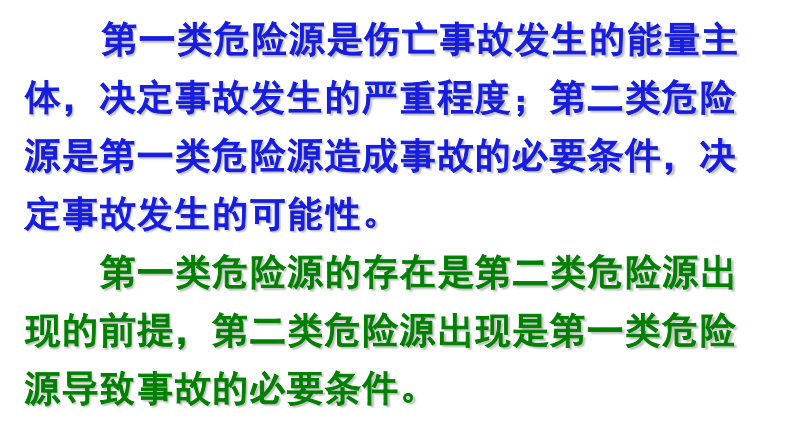 第一类危险源是伤亡事故发生的能量主
体，决定事故发生的严重程度；第二类危险
源是第一类危险源造成事故的必要条件，决
定事故发生的可能性。
第一类危险源的存在是第二类危险源出
现的前提，第二类危险源出现是第一类危险
源导致事故的必要条件。